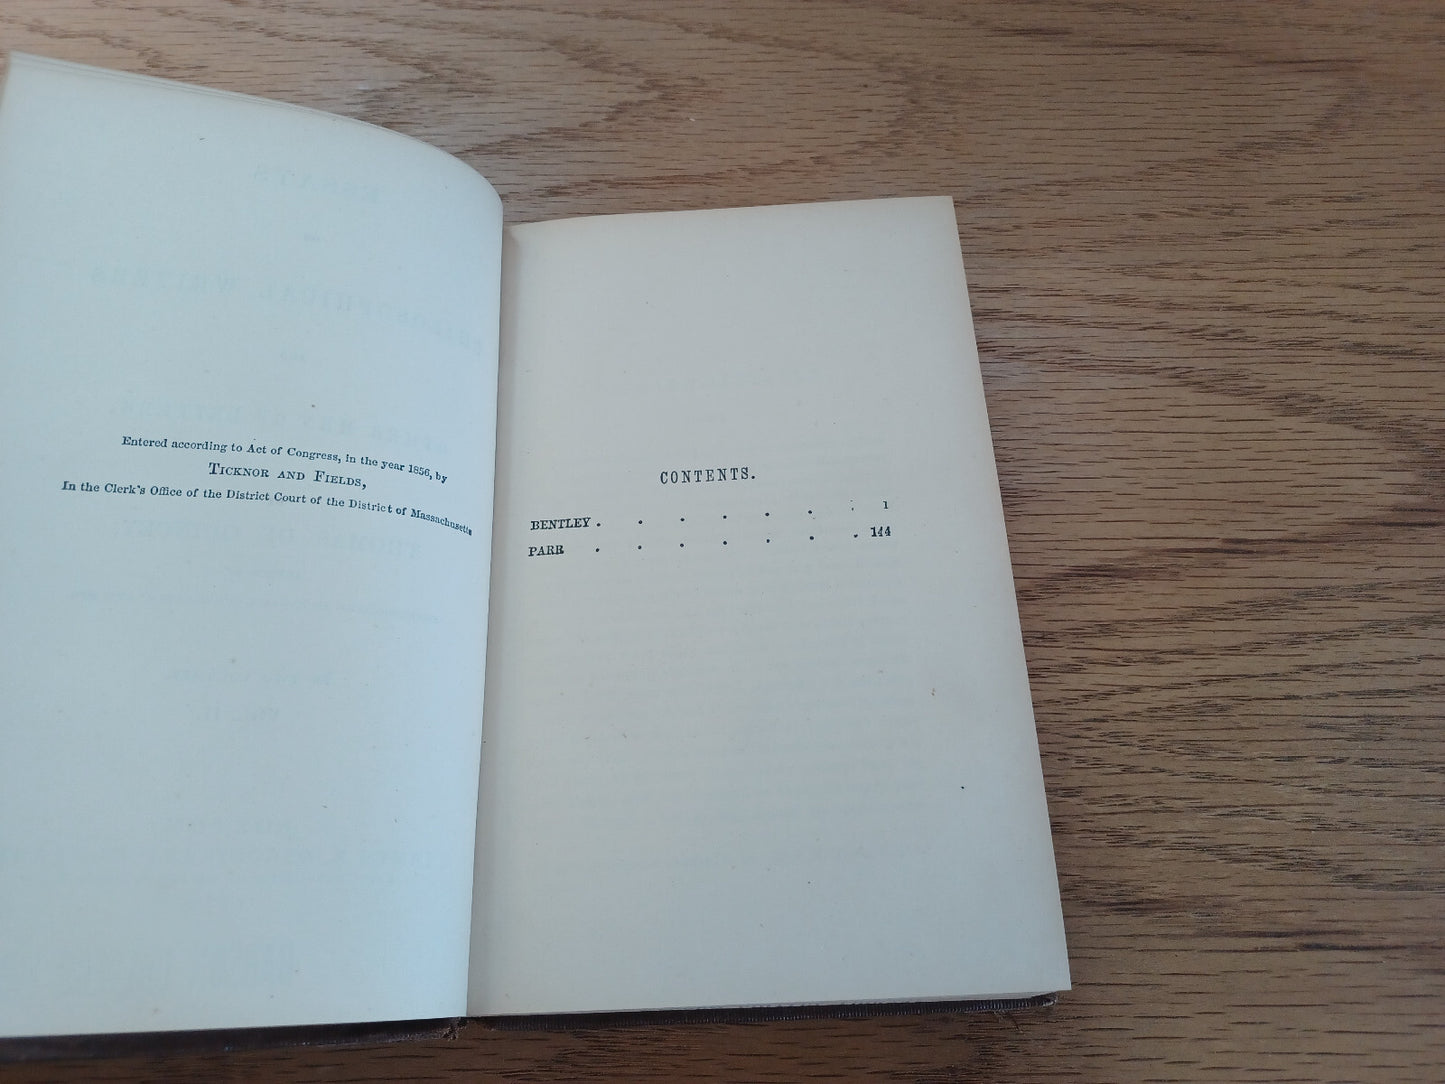 Entered according to Act of Congress, in the year 1856, by
TICKNOR AND FIELDS,
In the Clerk's Office of the District Court of the District of Massachusetts
CONTENTS.
BENTLEY . . . . . . . 1
PARR . . . . . . . 144